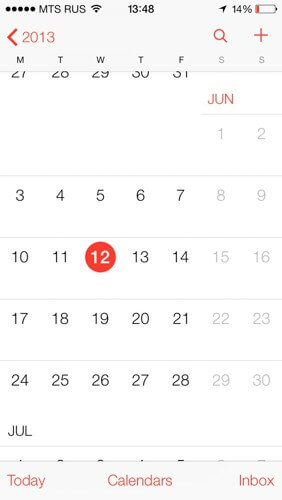 MTS RUS 13:48 14%
2013
M T W T F S S
27 28 29 30 31
JUN
1 2
3 4 5 6 7 8 9
10 11 12 13 14 15 16
17 18 19 20 21 22 23
24 25 26 27 28 29 30
JUL
Today Calendars Inbox